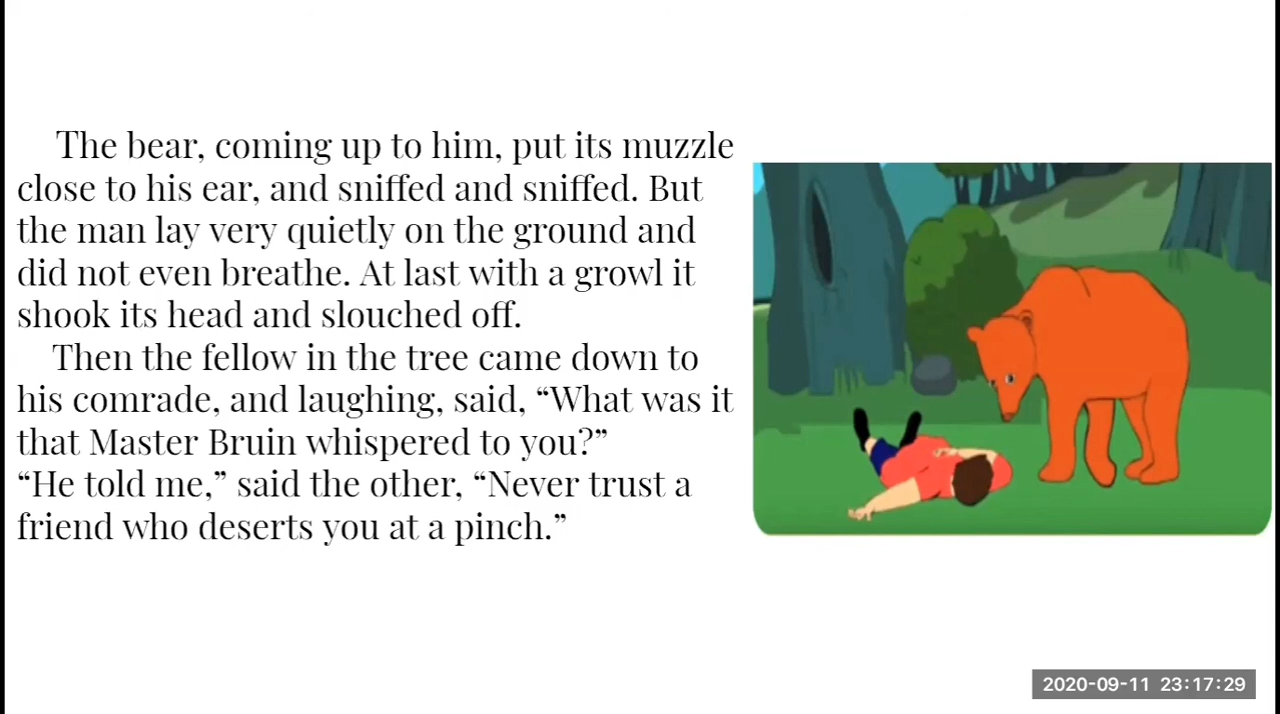 The bear, coming up to him, put its muzzle
close to his ear, and sniffed and sniffed. But
the man lay very quietly on the ground and
did not even breathe. At last with a growl it
shook its head and slouched off.
Then the fellow in the tree came down to
his comrade, and laughing, said, “What was it
that Master Bruin whispered to you?”
“He told me,” said the other, “Never trust a
friend who deserts you at a pinch.”
2020-09-11 23:17:29